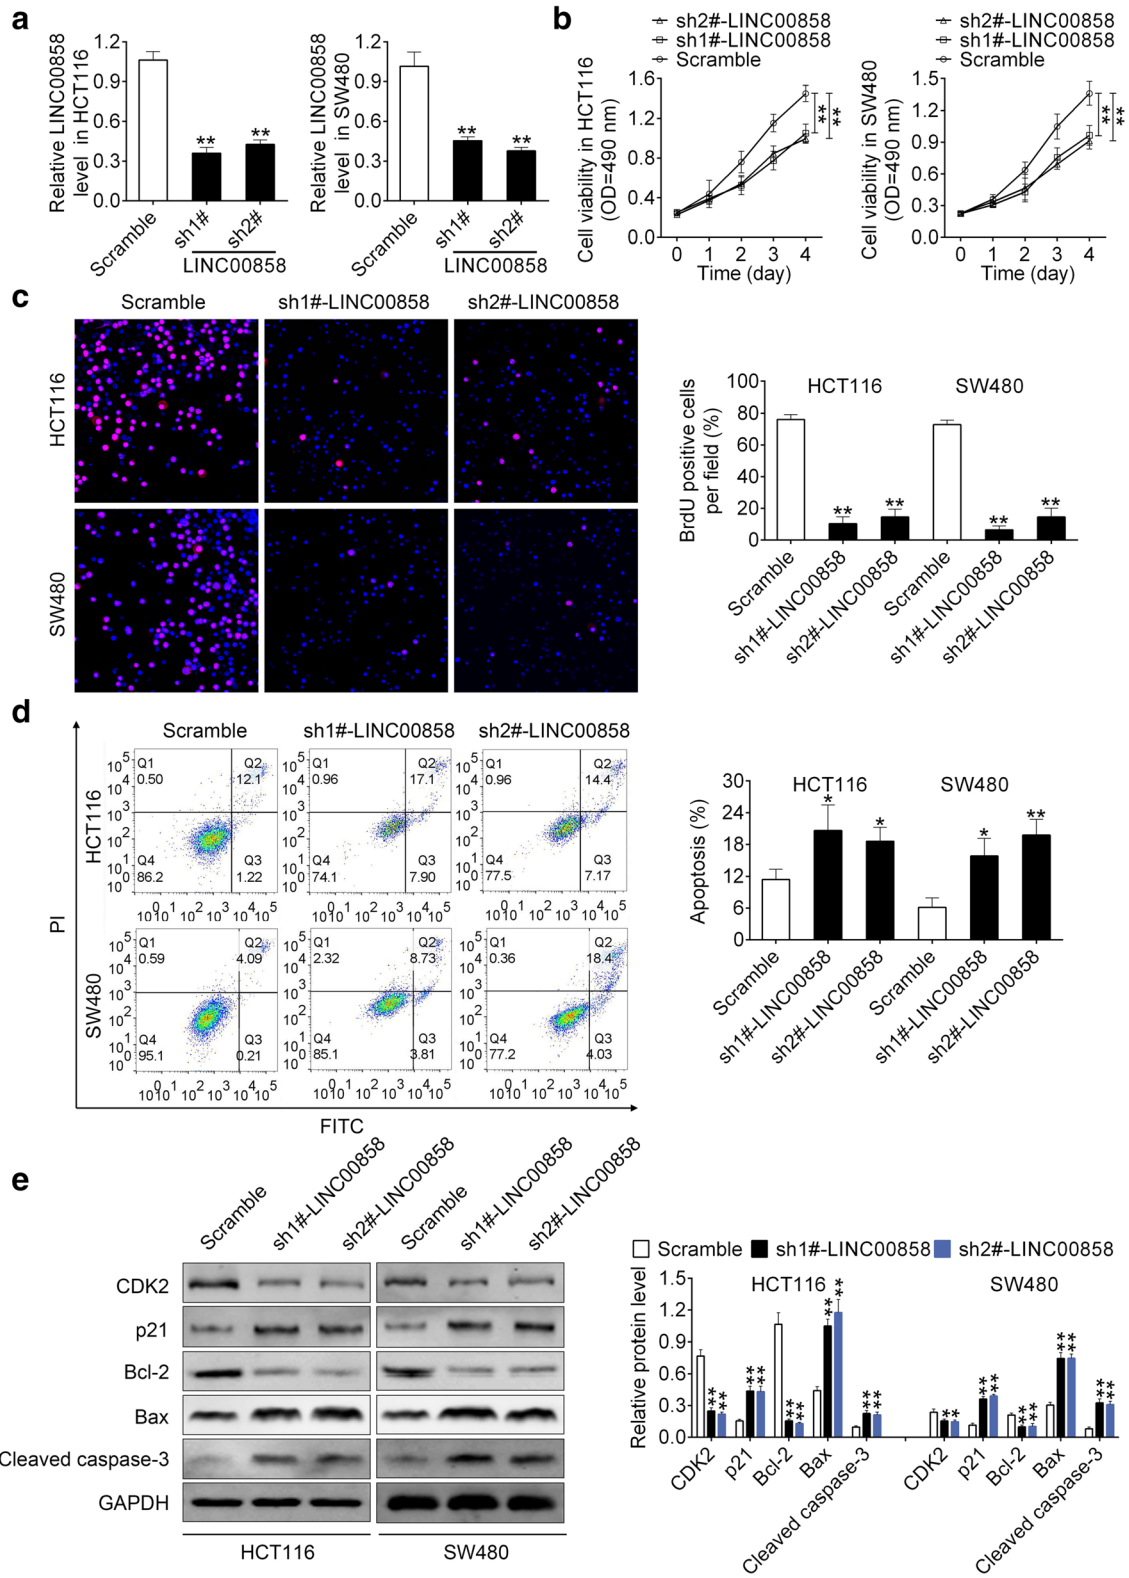 a
Relative LINC00858
level in HCT116
1.2
0.9
0.6
0.3
0.0
**
**
Scramble
sh1#
sh2#
LINC00858
Relative LINC00858
level in SW480
1.2
0.9
0.6
0.3
0.0
**
**
Scramble
sh1#
sh2#
LINC00858
b
sh2#-LINC00858
sh1#-LINC00858
Scramble
Cell viability in HCT116
(OD=490 nm)
1.6
1.2
0.8
0.4
0.0
**
**
0 1 2 3 4
Time (day)
sh2#-LINC00858
sh1#-LINC00858
Scramble
Cell viability in SW480
(OD=490 nm)
1.5
1.2
0.9
0.6
0.3
0.0
**
**
0 1 2 3 4
Time (day)
c
Scramble sh1#-LINC00858 sh2#-LINC00858
HCT116
SW480
BrdU positive cells
per field (%)
100
80
60
40
20
0
HCT116 SW480
** ** ** **
Scramble
sh1#-LINC00858
sh2#-LINC00858
Scramble
sh1#-LINC00858
sh2#-LINC00858
d
Scramble sh1#-LINC00858 sh2#-LINC00858
PI
HCT116
Q1
0.50
Q2
12.1
Q4
86.2
Q3
1.22
Q1
0.96
Q2
17.1
Q4
74.1
Q3
7.90
Q1
0.96
Q2
14.4
Q4
77.5
Q3
7.17
SW480
Q1
0.59
Q2
4.09
Q4
95.1
Q3
0.21
Q1
2.32
Q2
8.73
Q4
85.1
Q3
3.81
Q1
0.36
Q2
18.4
Q4
77.2
Q3
4.03
FITC
Apoptosis (%)
30
24
18
12
6
0
HCT116 SW480
* * * **
Scramble
sh1#-LINC00858
sh2#-LINC00858
Scramble
sh1#-LINC00858
sh2#-LINC00858
e
Scramble
sh1#-LINC00858
sh2#-LINC00858
Scramble
sh1#-LINC00858
sh2#-LINC00858
CDK2
p21
Bcl-2
Bax
Cleaved caspase-3
GAPDH
HCT116 SW480
Scramble sh1#-LINC00858 sh2#-LINC00858
Relative protein level
1.5
1.2
0.9
0.6
0.3
0.0
HCT116 SW480
** ** ** ** ** ** ** ** ** **
** ** ** ** ** ** ** ** ** **
CDK2
p21
Bcl-2
Bax
Cleaved caspase-3
CDK2
p21
Bcl-2
Bax
Cleaved caspase-3